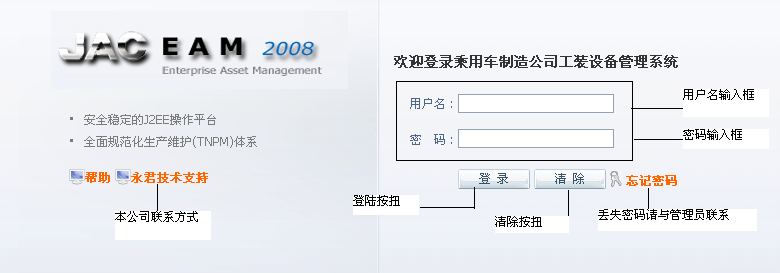 JAC EAM 2008
Enterprise Asset Management
• 安全稳定的J2EE操作平台
• 全面规范化生产维护(TNPM)体系
帮助 永君技术支持
本公司联系方式
欢迎登录乘用车制造公司工装设备管理系统
用户名：
用户名输入框
密 码：
密码输入框
登 录 清 除 忘记密码
登陆按扭
清除按扭
丢失密码请与管理员联系